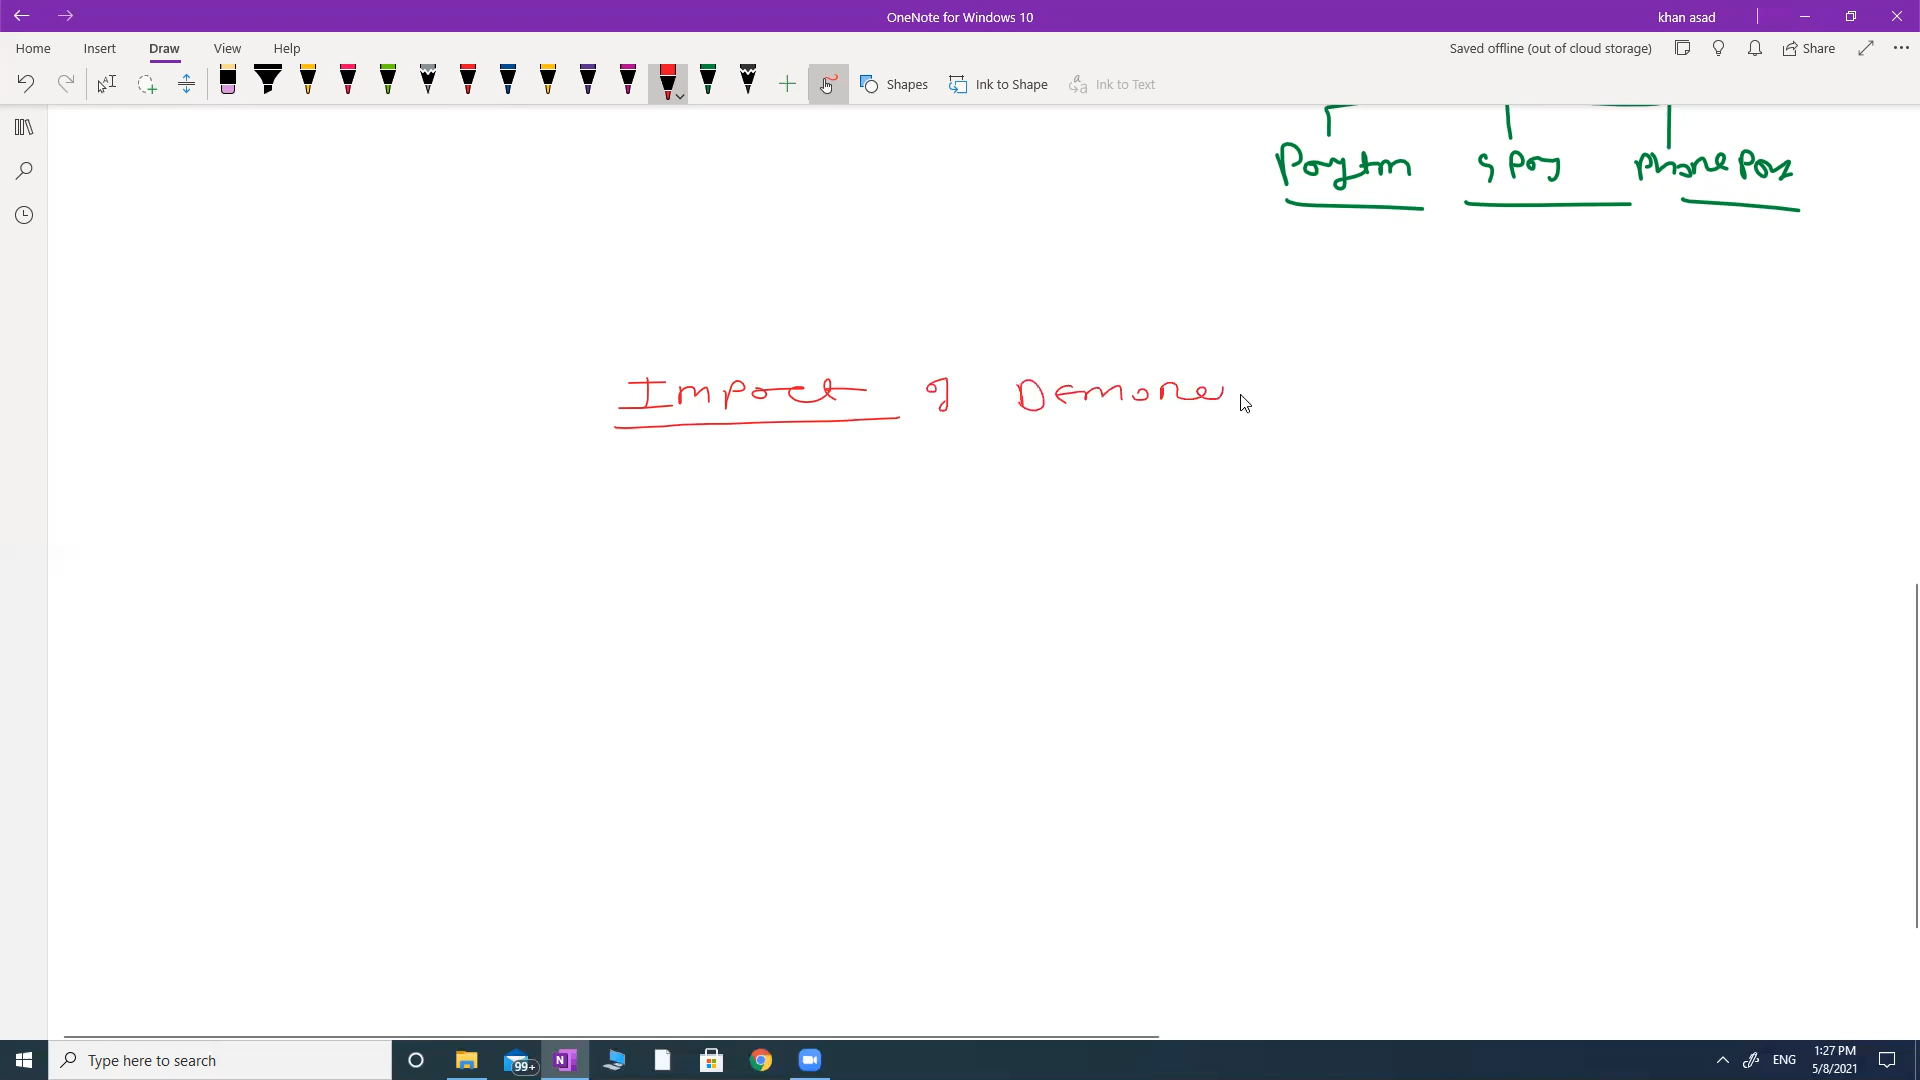 OneNote for Windows 10
khan asad
Home Insert Draw View Help
Saved offline (out of cloud storage)
Share
Shapes Ink to Shape Ink to Text
Paytm G Pay Phone Pay
Impact of Demone
Type here to search
99+
ENG
1:27 PM
5/8/2021